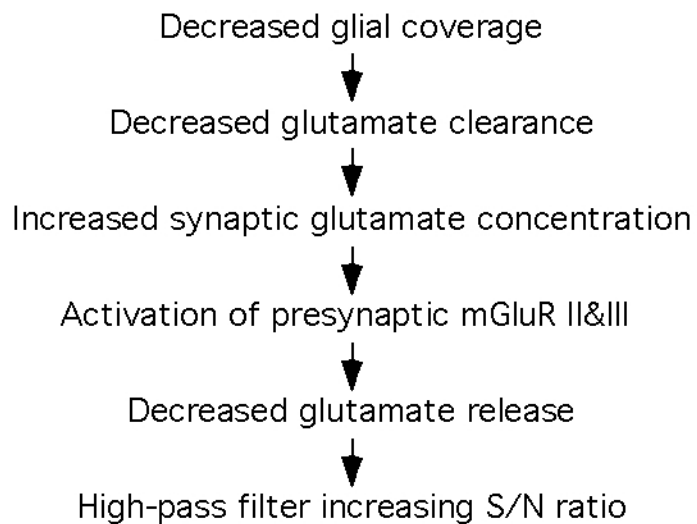 Decreased glial coverage
Decreased glutamate clearance
Increased synaptic glutamate concentration
Activation of presynaptic mGluR II&III
Decreased glutamate release
High-pass filter increasing S/N ratio